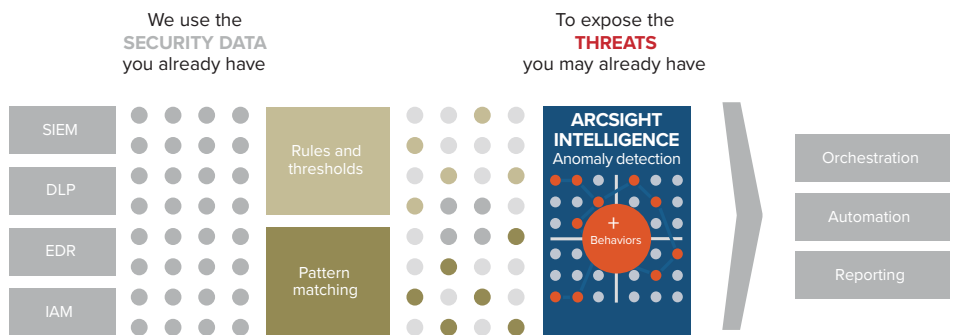 We use the
SECURITY DATA
you already have
To expose the
THREATS
you may already have
SIEM
DLP
EDR
IAM
Rules and
thresholds
Pattern
matching
ARCSIGHT
INTELLIGENCE
Anomaly detection
+
Behaviors
Orchestration
Automation
Reporting